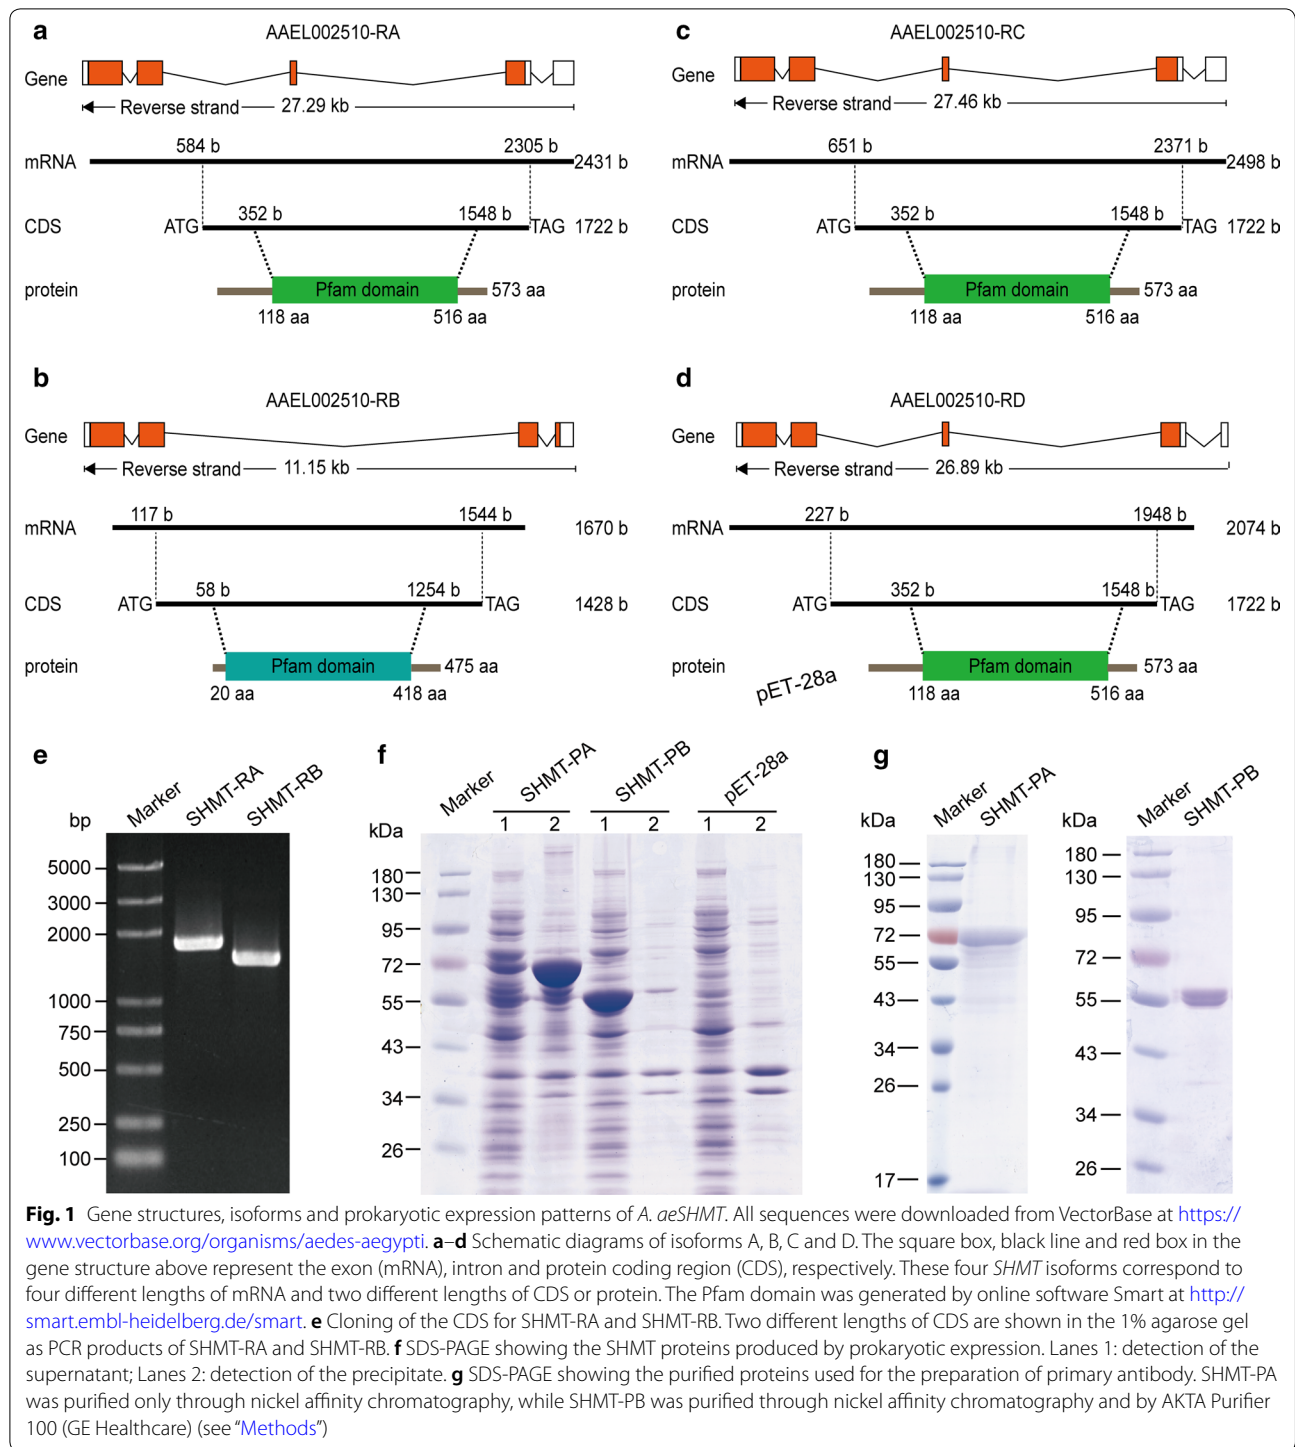 a
AAEL002510-RA
Gene
Reverse strand 27.29 kb
584 b 2305 b
mRNA 2431 b
352 b 1548 b
CDS ATG TAG 1722 b
protein Pfam domain 573 aa
118 aa 516 aa
c
AAEL002510-RC
Gene
Reverse strand 27.46 kb
651 b 2371 b
mRNA 2498 b
352 b 1548 b
CDS ATG TAG 1722 b
protein Pfam domain 573 aa
118 aa 516 aa
b
AAEL002510-RB
Gene
Reverse strand 11.15 kb
117 b 1544 b
mRNA 1670 b
58 b 1254 b
CDS ATG TAG 1428 b
protein Pfam domain 475 aa
20 aa 418 aa
d
AAEL002510-RD
Gene
Reverse strand 26.89 kb
227 b 1948 b
mRNA 2074 b
352 b 1548 b
CDS ATG TAG 1722 b
protein Pfam domain 573 aa
118 aa 516 aa
pET-28a
e
Marker SHMT-RA SHMT-RB
bp
5000
3000
2000
1000
750
500
250
100
f
Marker SHMT-PA SHMT-PB pET-28a
kDa 1 2 1 2 1 2
180
130
95
72
55
43
34
26
g
Marker SHMT-PA
kDa
180
130
95
72
55
43
34
26
17
Marker SHMT-PB
kDa
180
130
95
72
55
43
34
26
Fig. 1 Gene structures, isoforms and prokaryotic expression patterns of A. aeSHMT. All sequences were downloaded from VectorBase at https://
www.vectorbase.org/organisms/aedes-aegypti. a–d Schematic diagrams of isoforms A, B, C and D. The square box, black line and red box in the
gene structure above represent the exon (mRNA), intron and protein coding region (CDS), respectively. These four SHMT isoforms correspond to
four different lengths of mRNA and two different lengths of CDS or protein. The Pfam domain was generated by online software Smart at http://
smart.embl-heidelberg.de/smart. e Cloning of the CDS for SHMT-RA and SHMT-RB. Two different lengths of CDS are shown in the 1% agarose gel
as PCR products of SHMT-RA and SHMT-RB. f SDS-PAGE showing the SHMT proteins produced by prokaryotic expression. Lanes 1: detection of the
supernatant; Lanes 2: detection of the precipitate. g SDS-PAGE showing the purified proteins used for the preparation of primary antibody. SHMT-PA
was purified only through nickel affinity chromatography, while SHMT-PB was purified through nickel affinity chromatography and by AKTA Purifier
100 (GE Healthcare) (see “Methods”)